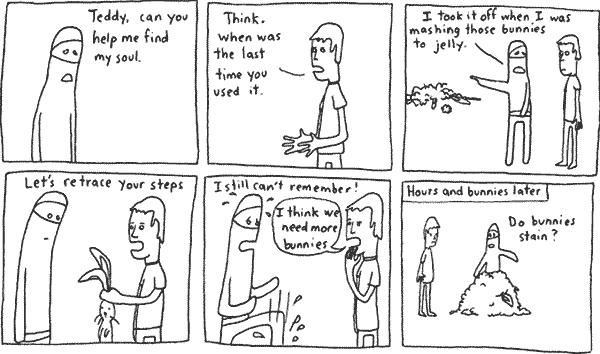 Teddy, can you
help me find
my soul.
Think.
when was
the last
time you
used it.
I took it off when I was
mashing those bunnies
to jelly.
Let's retrace your steps
I still can't remember!
I think we
need more
bunnies
Hours and bunnies later
Do bunnies
stain?